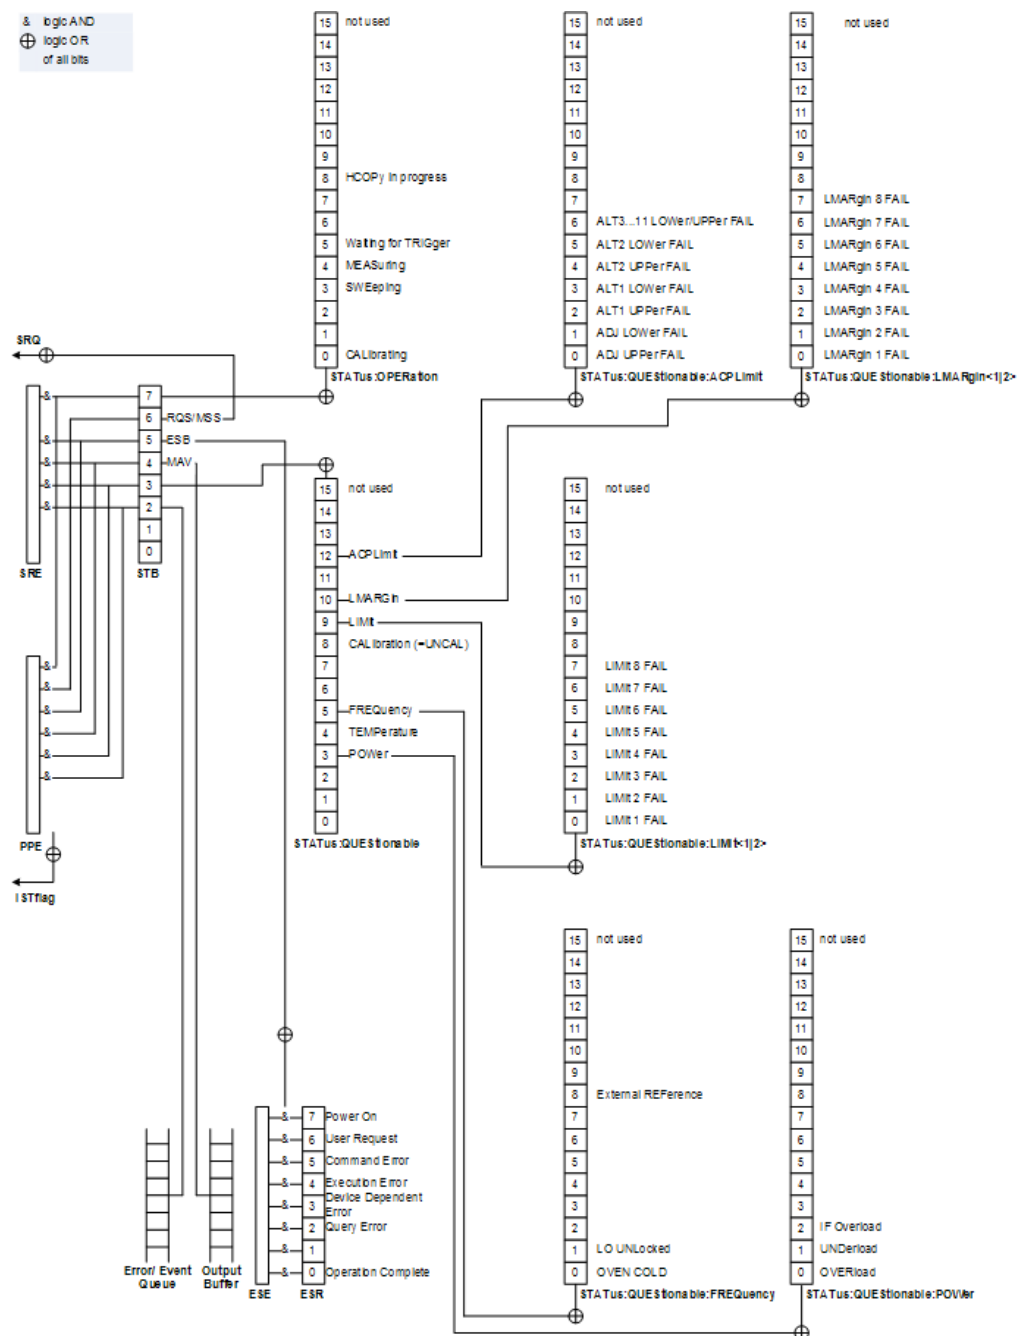 & logic AND
⊕ logic OR
of all bits
15 not used
14
13
12
11
10
9
8 HCOPy in progress
7
6
5 Waiting for TRIGger
4 MEASuring
3 SWEeping
2
1
0 CALibrating
STATus:OPERation
15 not used
14
13
12
11
10
9
8
7
6 ALT3...11 LOWer/UPPer FAIL
5 ALT2 LOWer FAIL
4 ALT2 UPPer FAIL
3 ALT1 LOWer FAIL
2 ALT1 UPPer FAIL
1 ADJ LOWer FAIL
0 ADJ UPPer FAIL
STATus:QUEStionable:ACPLimit
15 not used
14
13
12
11
10
9
8
7 LMARgin 8 FAIL
6 LMARgin 7 FAIL
5 LMARgin 6 FAIL
4 LMARgin 5 FAIL
3 LMARgin 4 FAIL
2 LMARgin 3 FAIL
1 LMARgin 2 FAIL
0 LMARgin 1 FAIL
STATus:QUEStionable:LMARgin<1|2>
SRQ
& 7
6 RQS/MSS
& 5 ESB
& 4 MAV
& 3
& 2
1
0
SRE
STB
15 not used
14
13
12 ACPLimit
11
10 LMARGin
9 LIMit
8 CALibration (=UNCAL)
7
6
5 FREQuency
4 TEMPerature
3 POWer
2
1
0
STATus:QUEStionable
15 not used
14
13
12
11
10
9
8
7 LIMit 8 FAIL
6 LIMit 7 FAIL
5 LIMit 6 FAIL
4 LIMit 5 FAIL
3 LIMit 4 FAIL
2 LIMit 3 FAIL
1 LIMit 2 FAIL
0 LIMit 1 FAIL
STATus:QUEStionable:LIMit<1|2>
&
&
&
&
&
&
PPE
ISTflag
15 not used
14
13
12
11
10
9
8 External REFerence
7
6
5
4
3
2
1 LO UNLocked
0 OVEN COLD
STATus:QUEStionable:FREQuency
15 not used
14
13
12
11
10
9
8
7
6
5
4
3
2 IF Overload
1 UNDerload
0 OVERload
STATus:QUEStionable:POWer
& 7 Power On
& 6 User Request
& 5 Command Error
& 4 Execution Error
& 3 Device Dependent
Error
& 2 Query Error
& 1
& 0 Operation Complete
ESE
ESR
Error/ Event
Queue
Output
Buffer